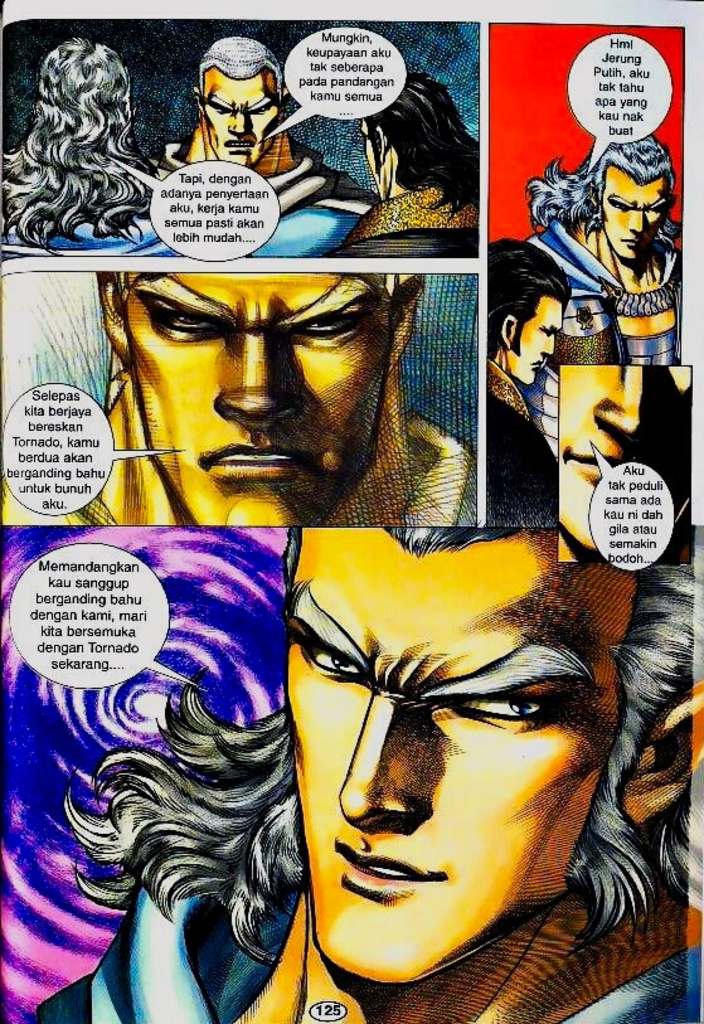 Mungkin,
keupayaan aku
tak seberapa
pada pandangan
kamu semua
....
Tapi, dengan
adanya penyertaan
aku, kerja kamu
semua pasti akan
lebih mudah....
Hm!
Jerung
Putih, aku
tak tahu
apa yang
kau nak
buat
Selepas
kita berjaya
bereskan
Tornado, kamu
berdua akan
berganding bahu
untuk bunuh
aku.
Aku
tak peduli
sama ada
kau ni dah
gila atau
semakin
bodoh....
Memandangkan
kau sanggup
berganding bahu
dengan kami, mari
kita bersemuka
dengan Tornado
sekarang....
125